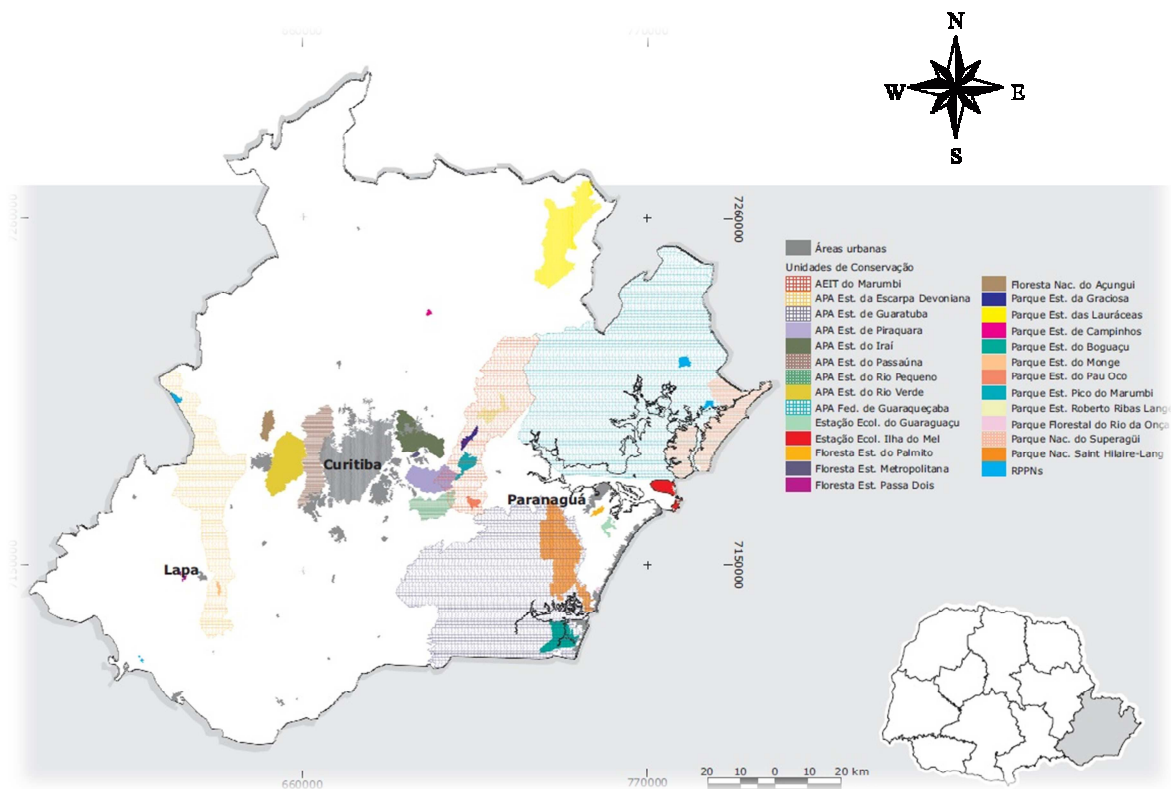 N
W E
S
660000
770000
7260000
7260000
Áreas urbanas
Unidades de Conservação
AEIT do Marumbi
APA Est. da Escarpa Devoniana
APA Est. de Guaratuba
APA Est. de Piraquara
APA Est. do Iraí
APA Est. do Passaúna
APA Est. do Rio Pequeno
APA Est. do Rio Verde
APA Fed. de Guaraqueçaba
Estação Ecol. do Guaraguaçu
Estação Ecol. Ilha do Mel
Floresta Est. do Palmito
Floresta Est. Metropolitana
Floresta Est. Passa Dois
Floresta Nac. do Açungui
Parque Est. da Graciosa
Parque Est. das Lauráceas
Parque Est. de Campinhos
Parque Est. do Boguaçu
Parque Est. do Monge
Parque Est. do Pau Oco
Parque Est. Pico do Marumbi
Parque Est. Roberto Ribas Lange
Parque Florestal do Rio da Onça
Parque Nac. do Superagüi
Parque Nac. Saint Hilaire-Lang
RPPNs
Curitiba
Paranaguá
Lapa
7150000
7150000
660000
770000
20 10 0 10 20 km